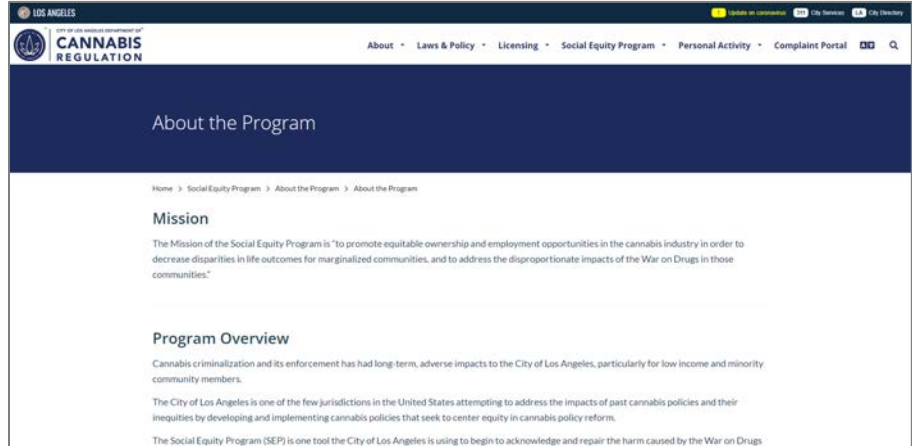 LOS ANGELES
! Update on coronavirus 311 City Services LA City Directory
CITY OF LOS ANGELES DEPARTMENT OF
CANNABIS
REGULATION
About Laws & Policy Licensing Social Equity Program Personal Activity Complaint Portal
About the Program
Home > Social Equity Program > About the Program > About the Program
Mission
The Mission of the Social Equity Program is "to promote equitable ownership and employment opportunities in the cannabis industry in order to
decrease disparities in life outcomes for marginalized communities, and to address the disproportionate impacts of the War on Drugs in those
communities."
Program Overview
Cannabis criminalization and its enforcement has had long-term, adverse impacts to the City of Los Angeles, particularly for low income and minority
community members.
The City of Los Angeles is one of the few jurisdictions in the United States attempting to address the impacts of past cannabis policies and their
inequities by developing and implementing cannabis policies that seek to center equity in cannabis policy reform.
The Social Equity Program (SEP) is one tool the City of Los Angeles is using to begin to acknowledge and repair the harm caused by the War on Drugs